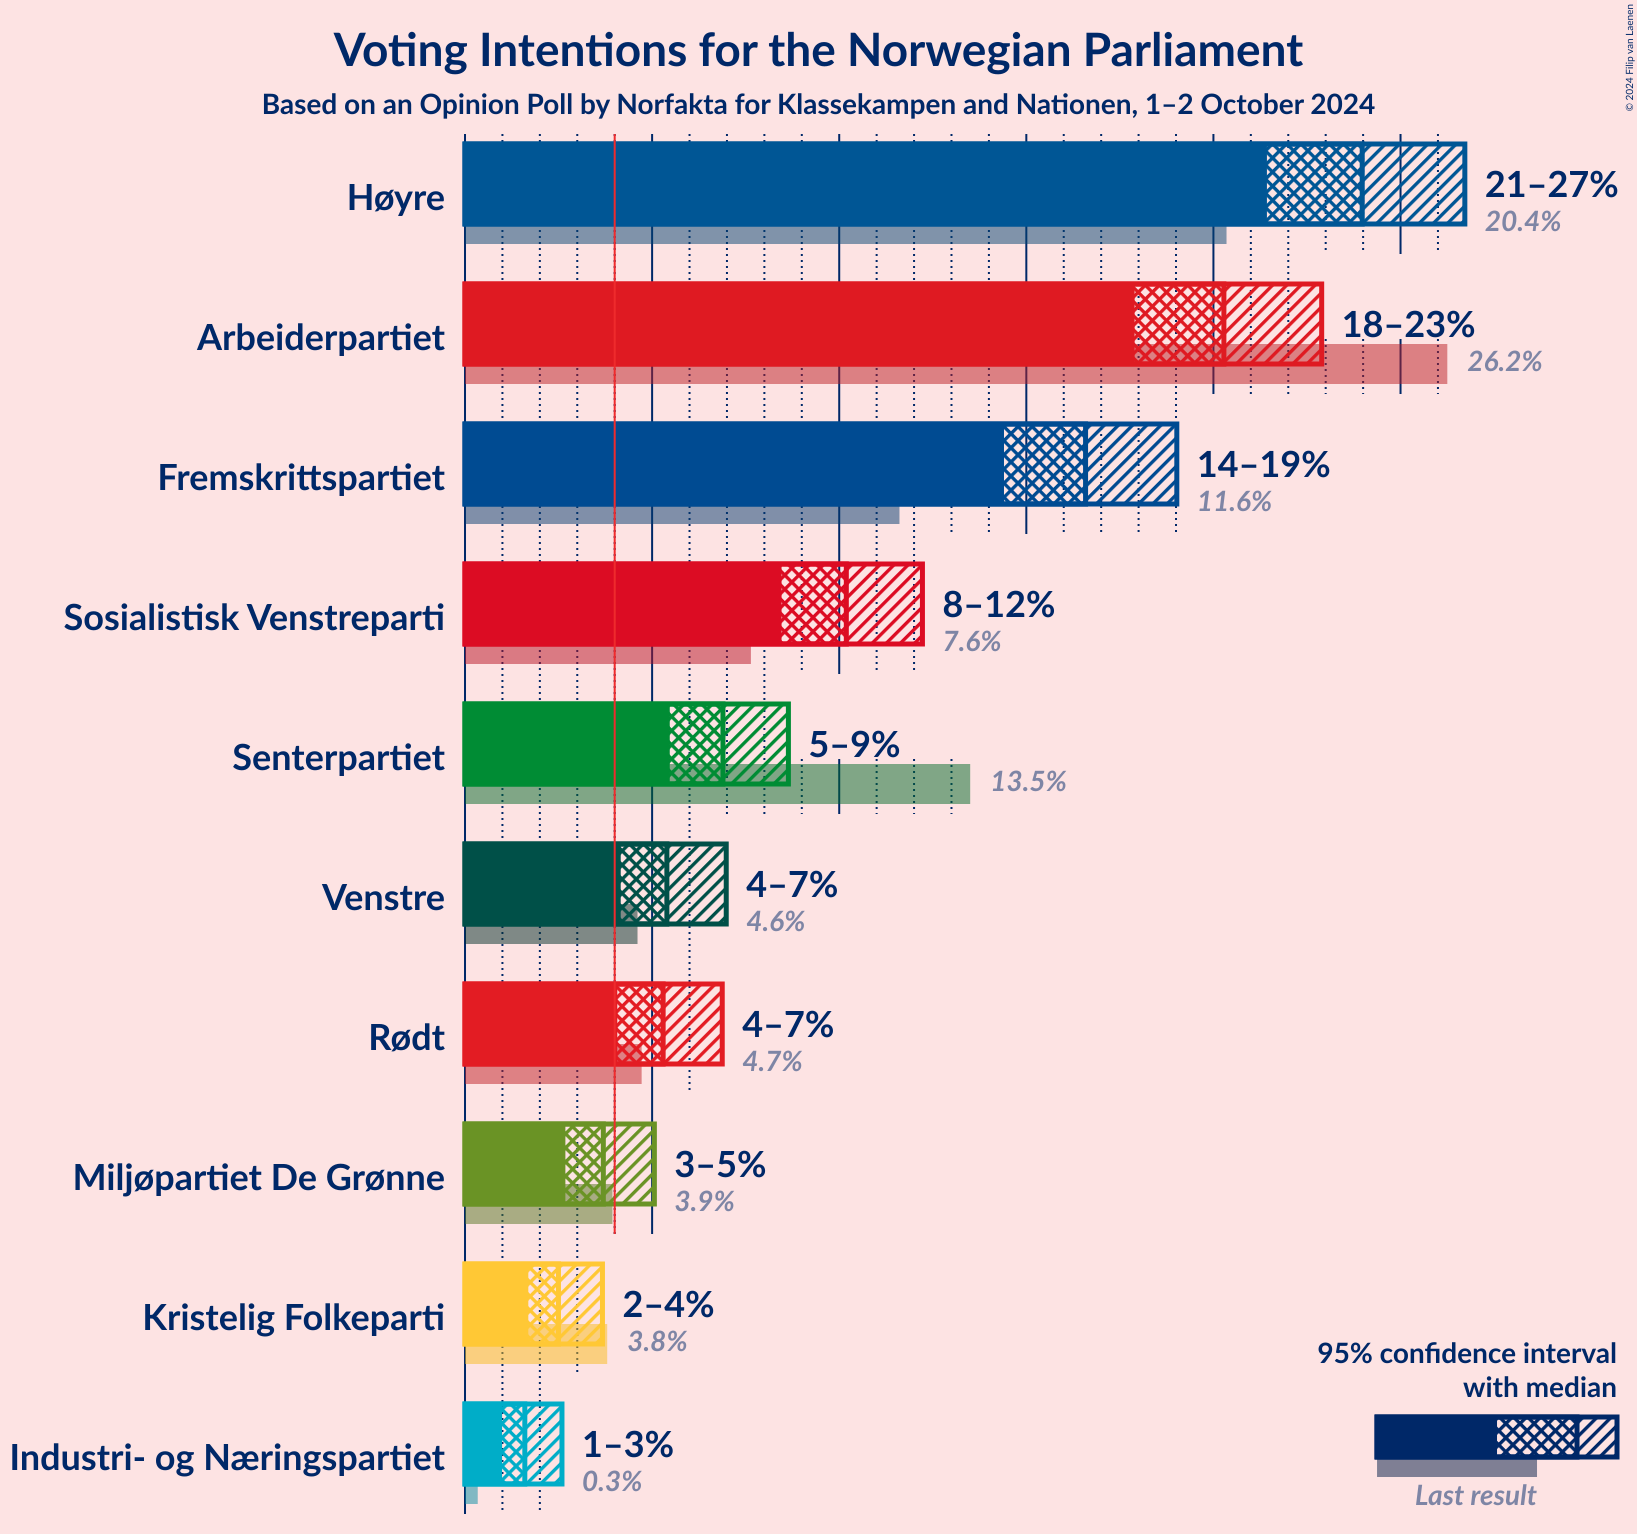 © 2024 Filip van Laenen
Voting Intentions for the Norwegian Parliament
Based on an Opinion Poll by Norfakta for Klassekampen and Nationen, 1–2 October 2024
Høyre
21–27%
20.4%
Arbeiderpartiet
18–23%
26.2%
Fremskrittspartiet
14–19%
11.6%
Sosialistisk Venstreparti
8–12%
7.6%
Senterpartiet
5–9%
13.5%
Venstre
4–7%
4.6%
Rødt
4–7%
4.7%
Miljøpartiet De Grønne
3–5%
3.9%
Kristelig Folkeparti
2–4%
3.8%
Industri- og Næringspartiet
1–3%
0.3%
95% confidence interval
with median
Last result